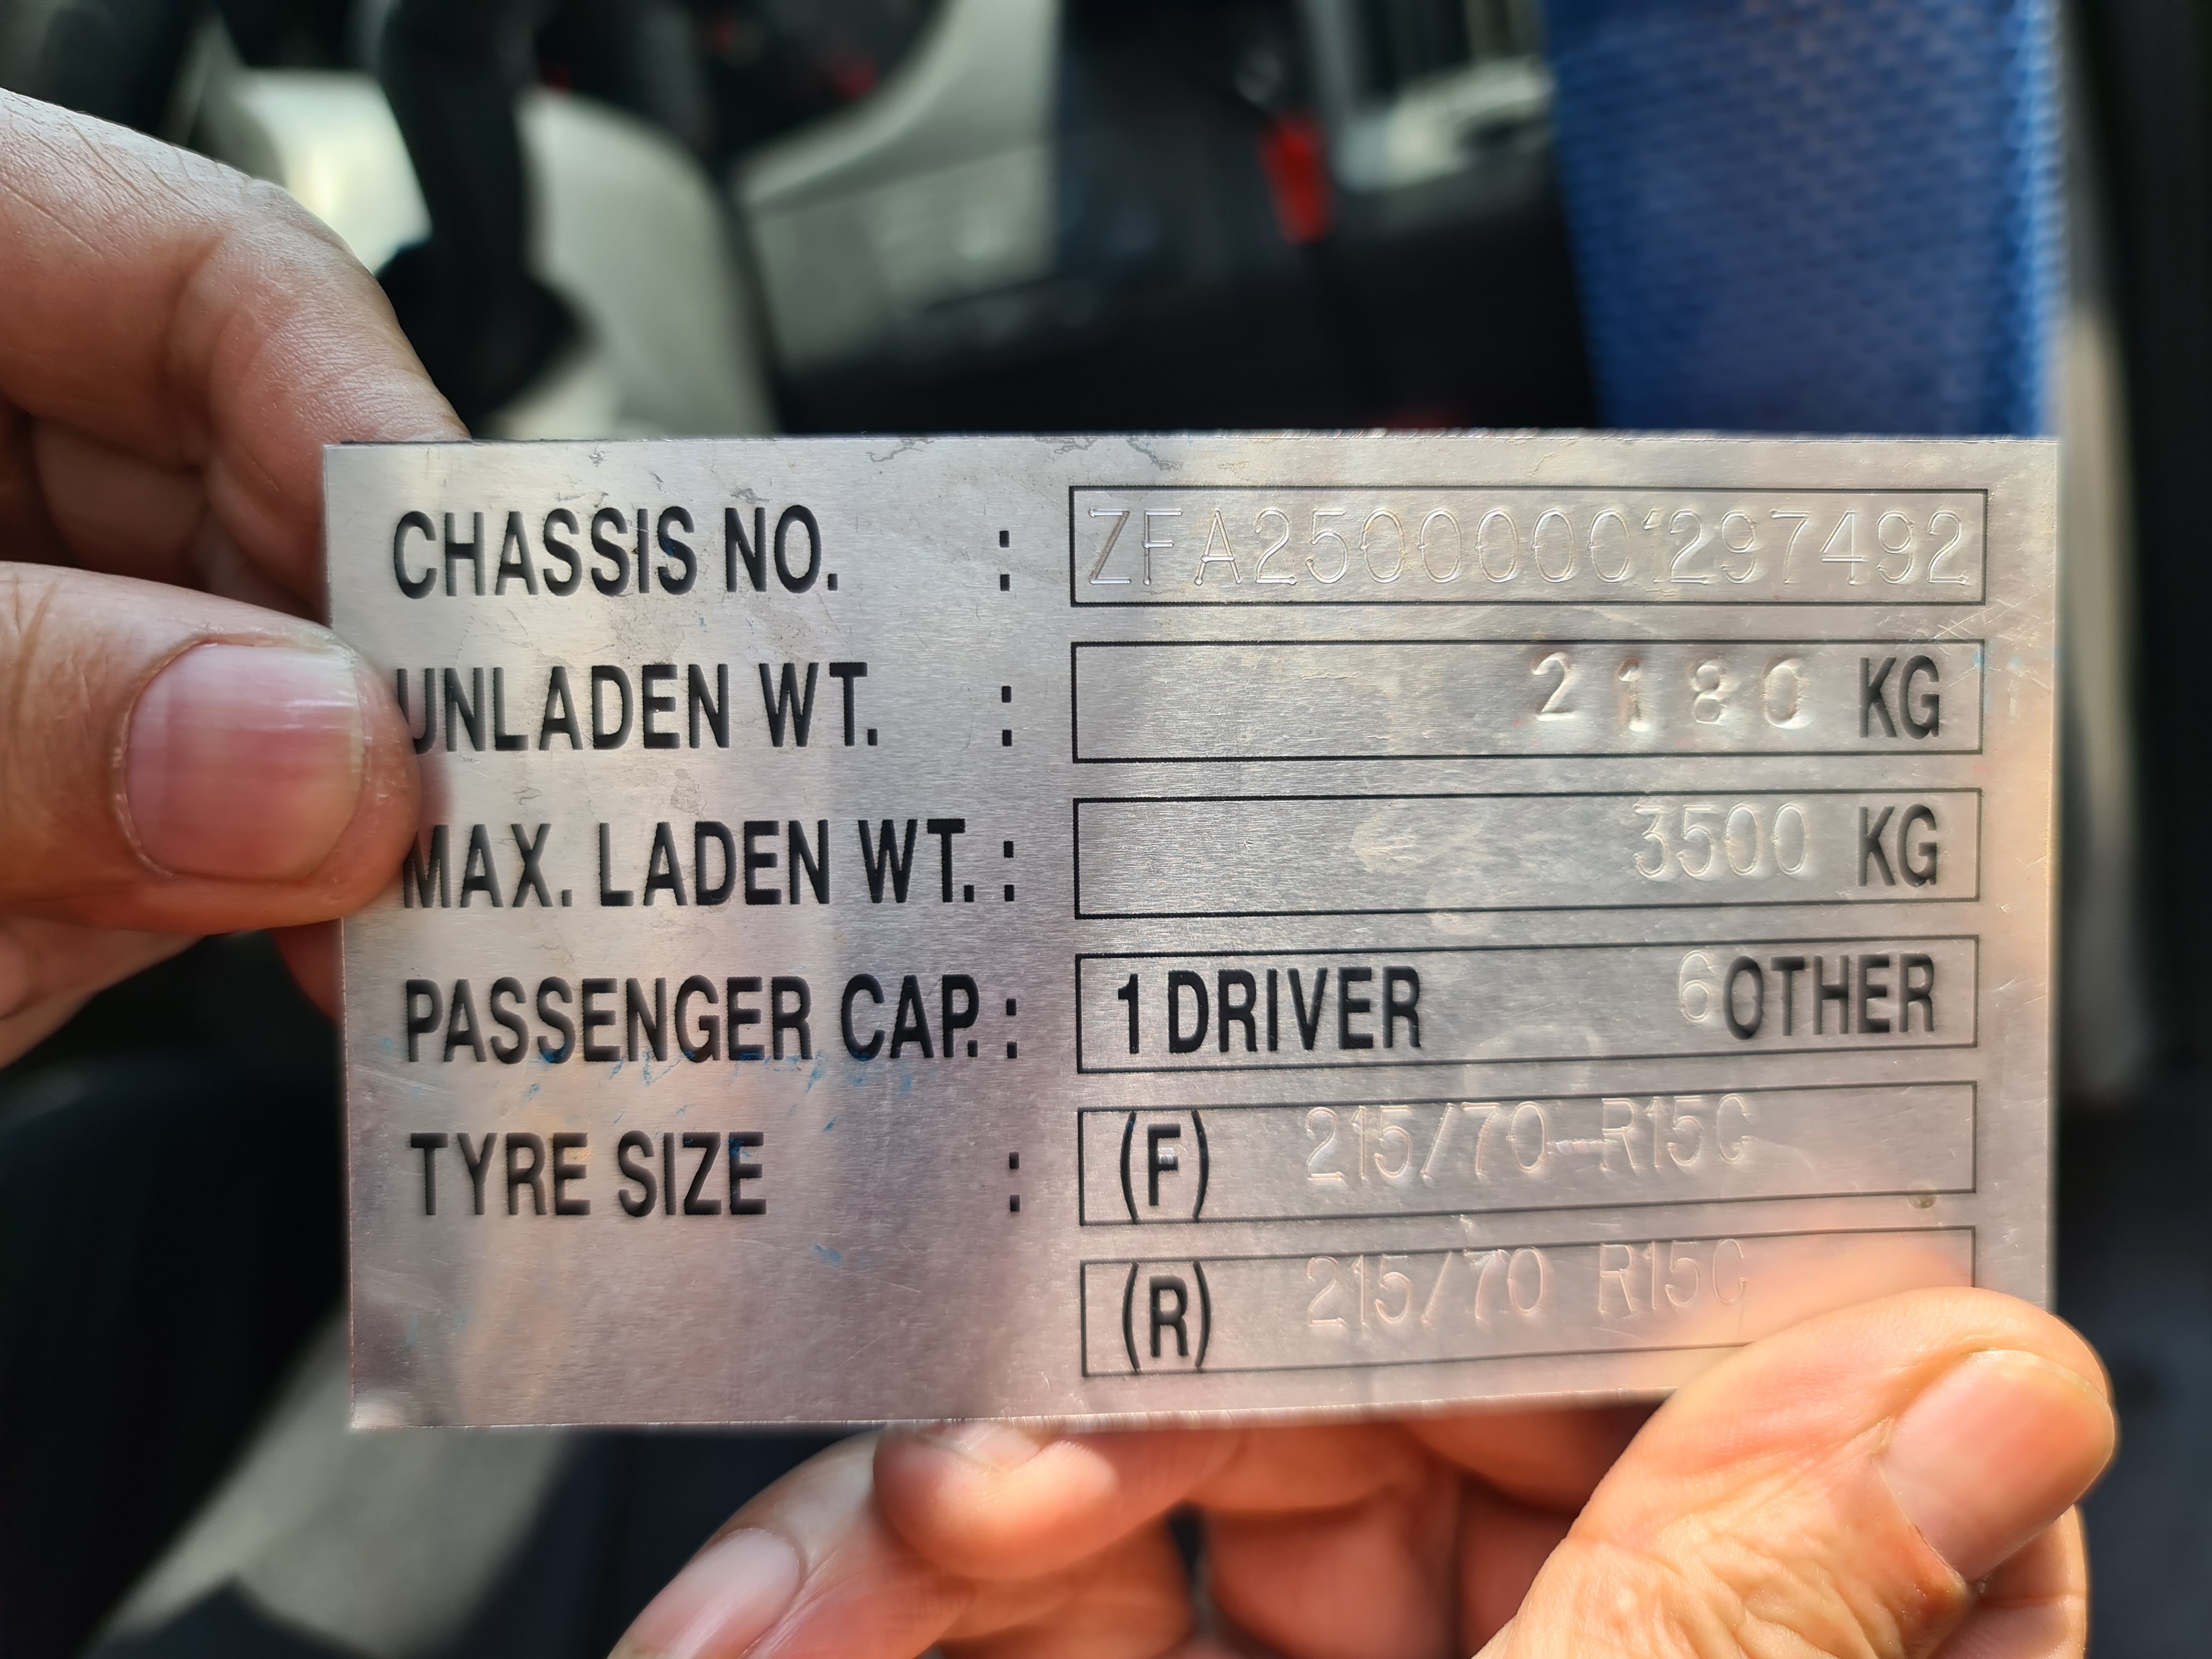 CHASSIS NO. : ZFA25000001297492
UNLADEN WT. : 2180 KG
MAX. LADEN WT. : 3500 KG
PASSENGER CAP. : 1 DRIVER 6 OTHER
TYRE SIZE : (F) 215/70 R15C
(R) 215/70 R15C